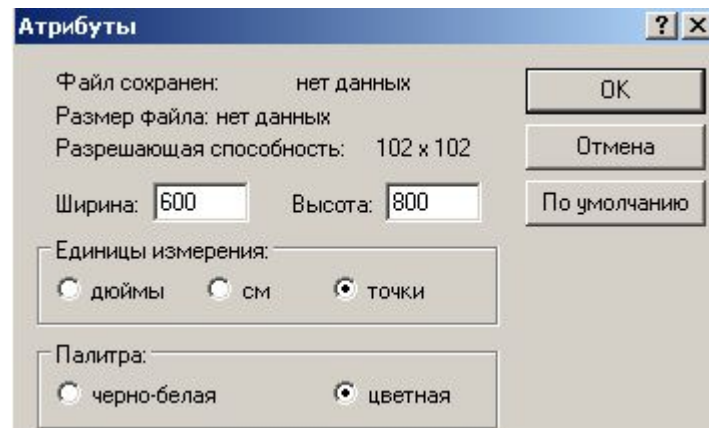 Атрибуты
Файл сохранен: нет данных
Размер файла: нет данных
Разрешающая способность: 102 x 102
Ширина: 600 Высота: 800
Единицы измерения:
дюймы см точки
Палитра:
черно-белая цветная
OK
Отмена
По умолчанию